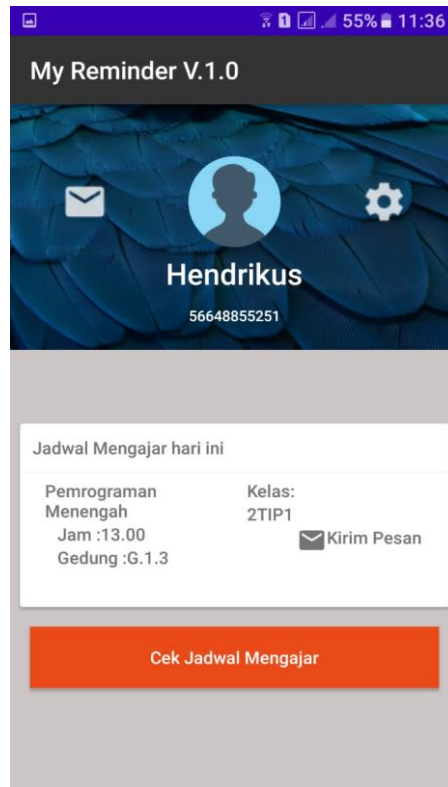 1 55% 11:36
My Reminder V.1.0
Hendrikus
56648855251
Jadwal Mengajar hari ini
Pemrograman
Menengah
Jam :13.00
Gedung :G.1.3
Kelas:
2TIP1
Kirim Pesan
Cek Jadwal Mengajar